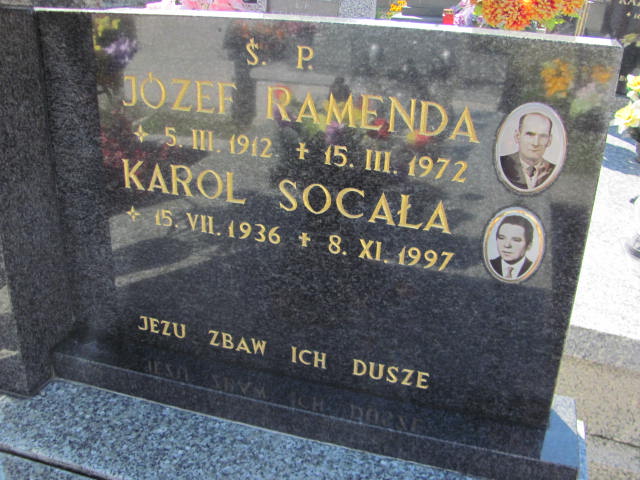 Ś. P.
JÓZEF RAMENDA
5. III. 1912 ✝ 15. III. 1972
KAROL SOCAŁA
15. VII. 1936 ✝ 8. XI. 1997
JEZU ZBAW ICH DUSZE